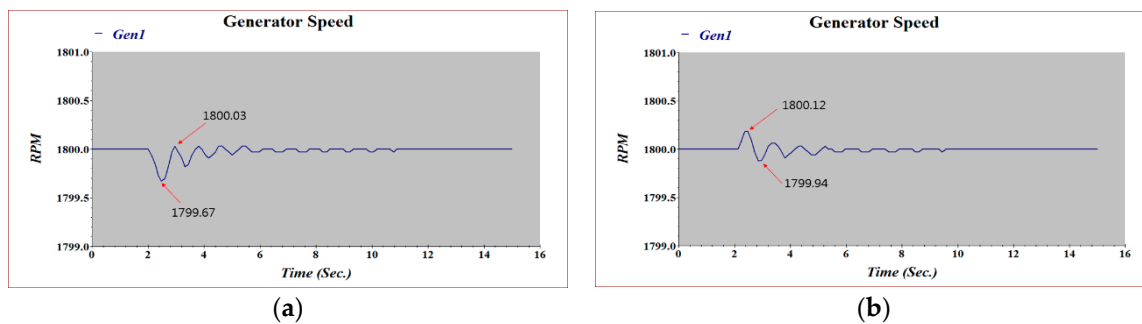 Generator Speed
Gen1
1801.0
1800.5
1800.0
1799.5
1799.0
RPM
1800.03
1799.67
0 2 4 6 8 10 12 14 16
Time (Sec.)
(a)
Generator Speed
Gen1
1801.0
1800.5
1800.0
1799.5
1799.0
RPM
1800.12
1799.94
0 2 4 6 8 10 12 14 16
Time (Sec.)
(b)